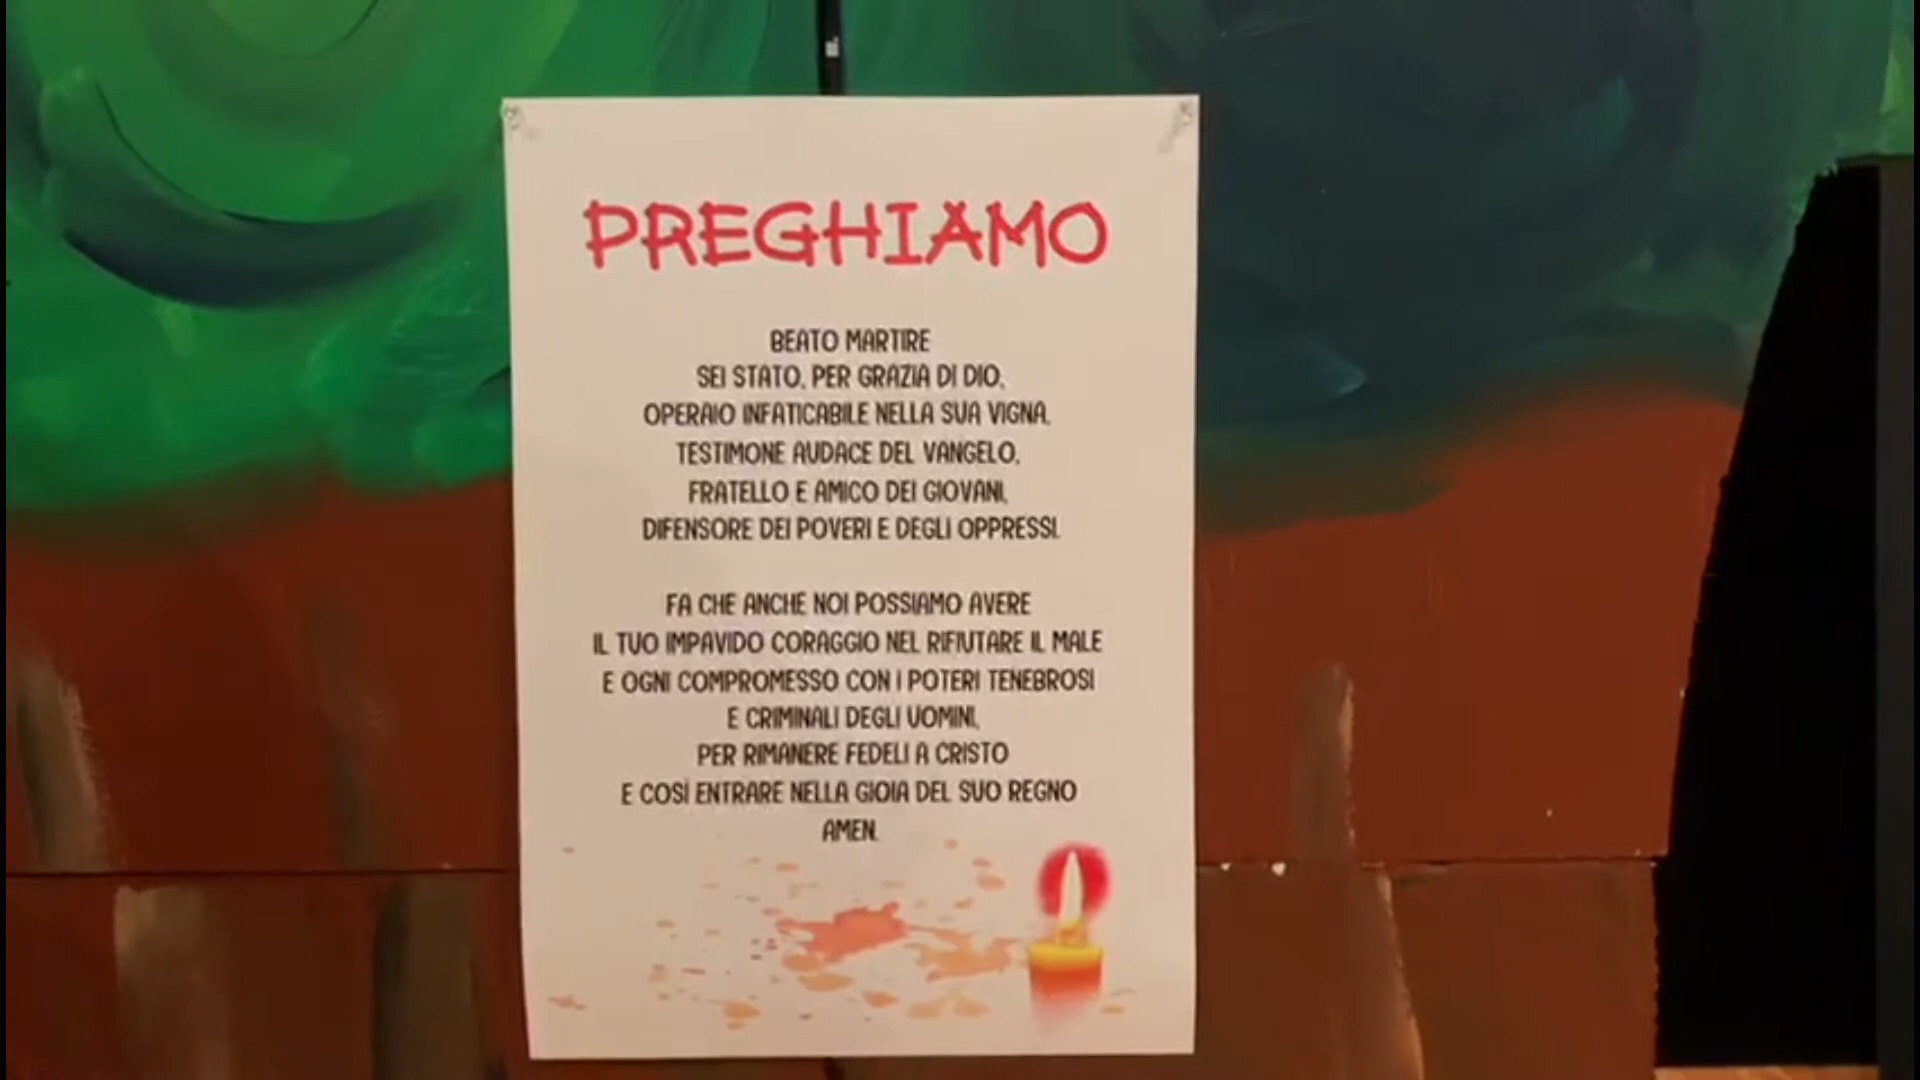 PREGHIAMO
BEATO MARTIRE
SEI STATO, PER GRAZIA DI DIO,
OPERAIO INFATICABILE NELLA SUA VIGNA,
TESTIMONE AUDACE DEL VANGELO,
FRATELLO E AMICO DEI GIOVANI,
DIFENSORE DEI POVERI E DEGLI OPPRESSI.
FA CHE ANCHE NOI POSSIAMO AVERE
IL TUO IMPAVIDO CORAGGIO NEL RIFIUTARE IL MALE
E OGNI COMPROMESSO CON I POTERI TENEBROSI
E CRIMINALI DEGLI UOMINI,
PER RIMANERE FEDELI A CRISTO
E COSÌ ENTRARE NELLA GIOIA DEL SUO REGNO
AMEN.